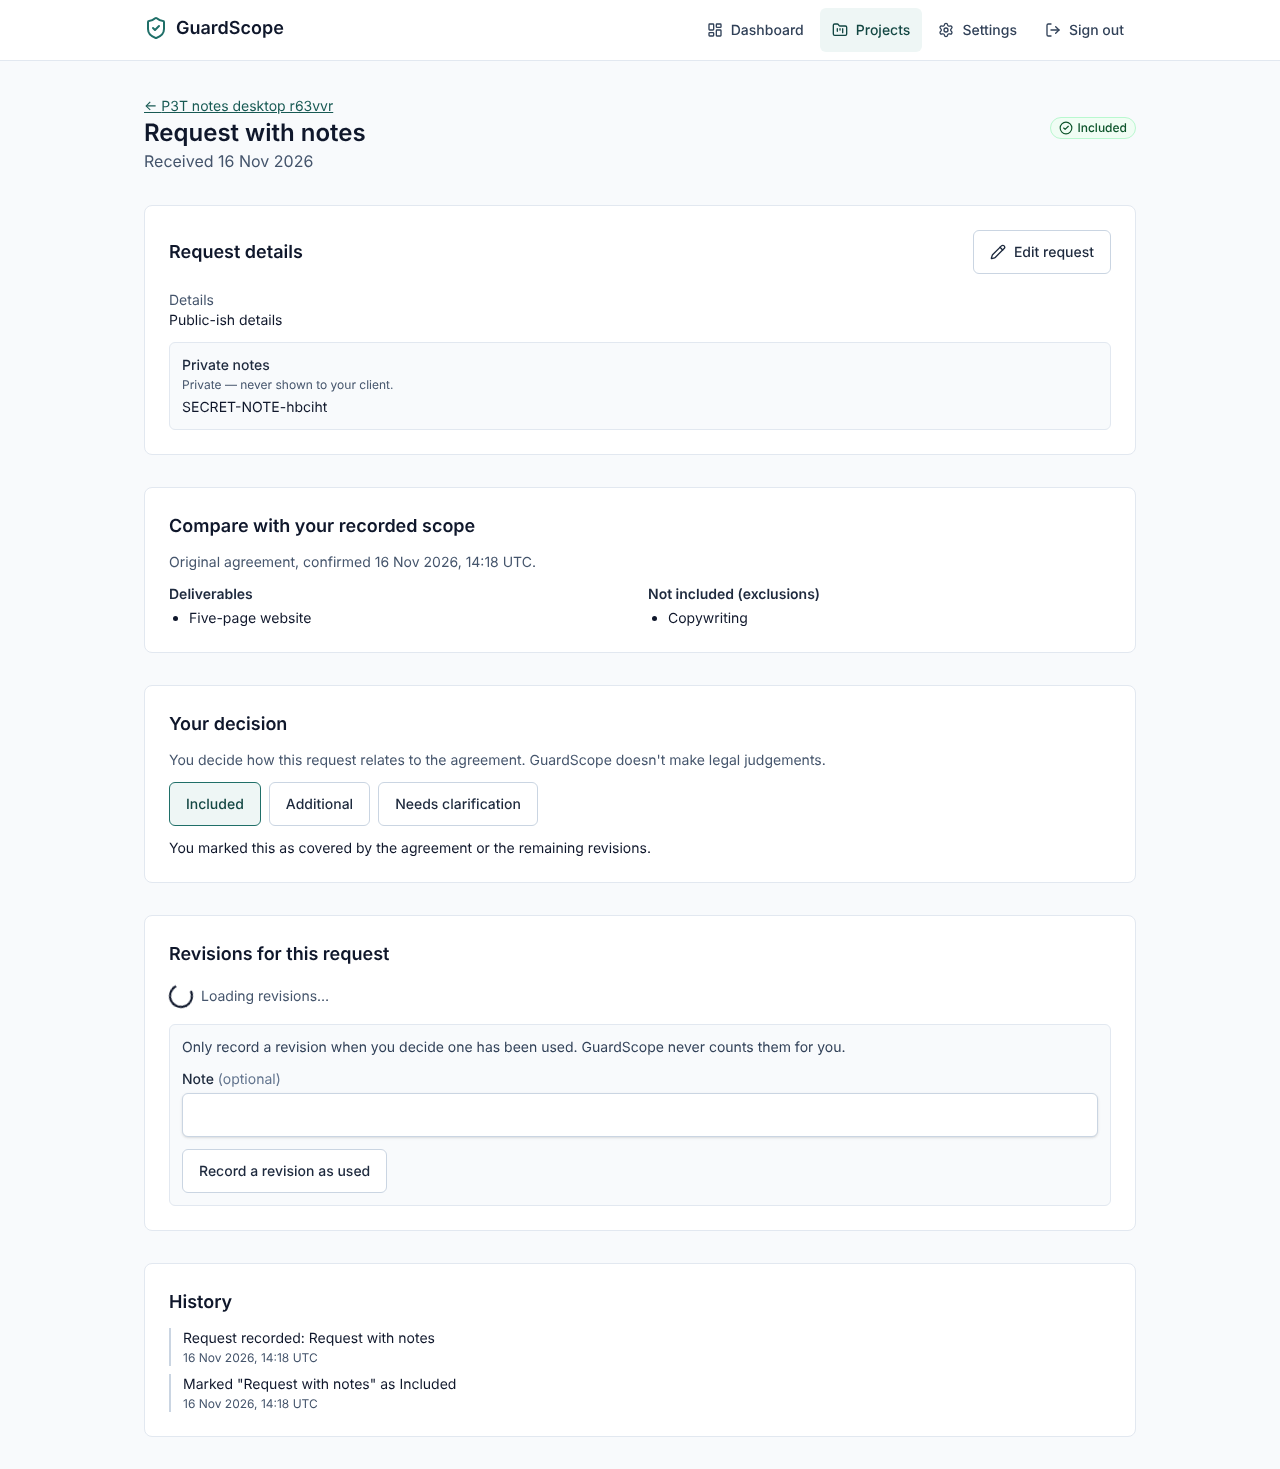 GuardScope
Dashboard
Projects
Settings
Sign out
← P3T notes desktop r63vvr
Request with notes
Included
Received 16 Nov 2026
Request details
Edit request
Details
Public-ish details
Private notes
Private — never shown to your client.
SECRET-NOTE-hbciht
Compare with your recorded scope
Original agreement, confirmed 16 Nov 2026, 14:18 UTC.
Deliverables
• Five-page website
Not included (exclusions)
• Copywriting
Your decision
You decide how this request relates to the agreement. GuardScope doesn't make legal judgements.
Included
Additional
Needs clarification
You marked this as covered by the agreement or the remaining revisions.
Revisions for this request
Loading revisions...
Only record a revision when you decide one has been used. GuardScope never counts them for you.
Note (optional)
Record a revision as used
History
Request recorded: Request with notes
16 Nov 2026, 14:18 UTC
Marked "Request with notes" as Included
16 Nov 2026, 14:18 UTC